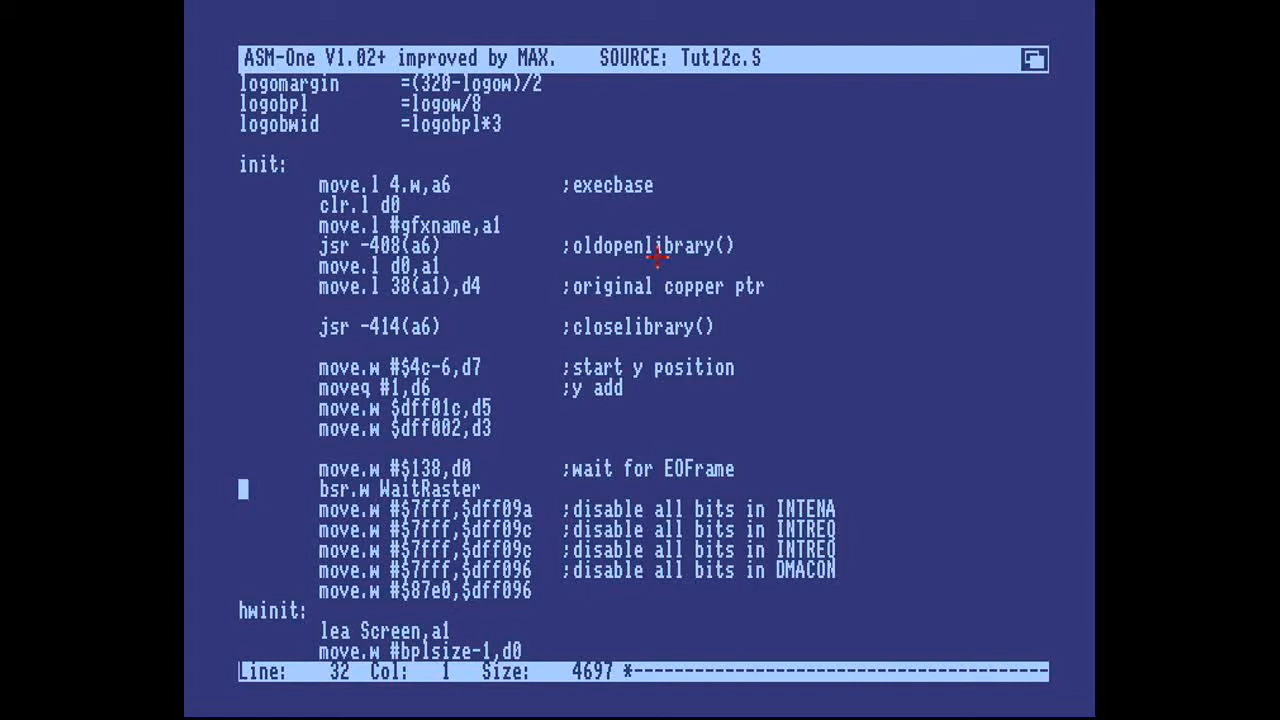 ASM-One V1.02+ improved by MAX. SOURCE: Tut12c.S
logomargin =(320-logow)/2
logobpl =logow/8
logobwid =logobpl*3
init:
move.l 4.w,a6 ;execbase
clr.l d0
move.l #gfxname,a1
jsr -408(a6) ;oldopenlibrary()
move.l d0,a1
move.l 38(a1),d4 ;original copper ptr
jsr -414(a6) ;closelibrary()
move.w #$4c-6,d7 ;start y position
moveq #1,d6 ;y add
move.w $dff01c,d5
move.w $dff002,d3
move.w #$138,d0 ;wait for EOFrame
bsr.w WaitRaster
move.w #$7fff,$dff09a ;disable all bits in INTENA
move.w #$7fff,$dff09c ;disable all bits in INTREQ
move.w #$7fff,$dff09c ;disable all bits in INTREQ
move.w #$7fff,$dff096 ;disable all bits in DMACON
move.w #$87e0,$dff096
hwinit:
lea Screen,a1
move.w #bplsize-1,d0
Line: 32 Col: 1 Size: 4697 *---------------------------------------